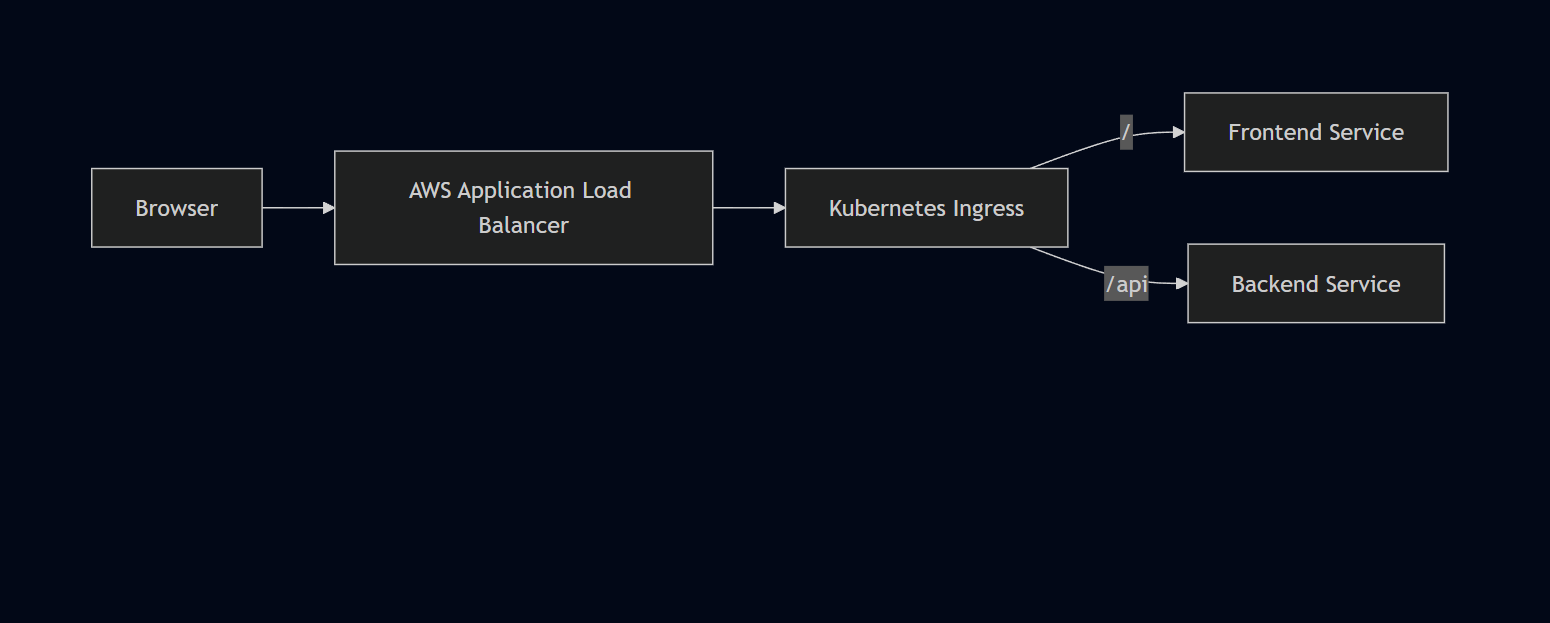 Browser
AWS Application Load
Balancer
Kubernetes Ingress
/
/api
Frontend Service
Backend Service